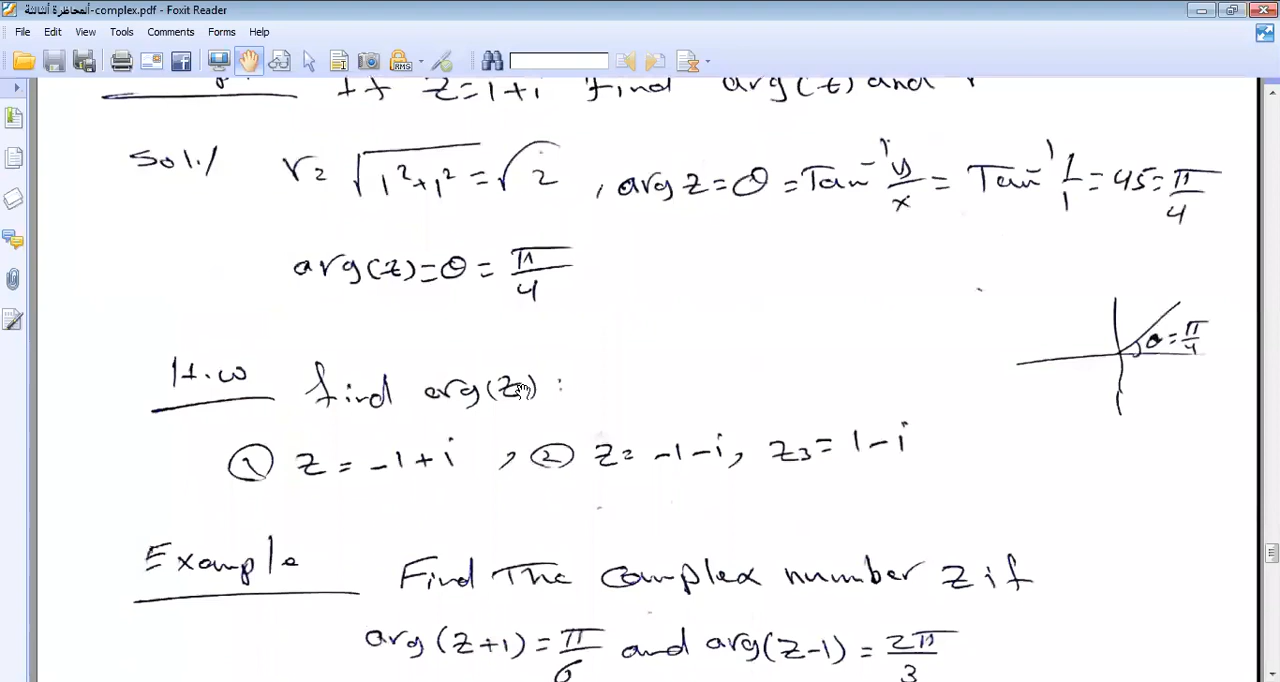 ألمحاظرة ألثالثة-complex.pdf - Foxit Reader
File Edit View Tools Comments Forms Help
If z=1+i find arg(z) and r
Sol./ r= √1²+1² = √2 , arg z = θ = Tan⁻¹ y/x = Tan⁻¹ 1/1 = 45 = π/4
arg(z) = θ = π/4
θ = π/4
H.w find arg(z) :
① z = -1+i , ② z= -1-i, z₃ = 1-i
Example Find The complex number z if
arg(z+1) = π/6 and arg(z-1) = 2π/3